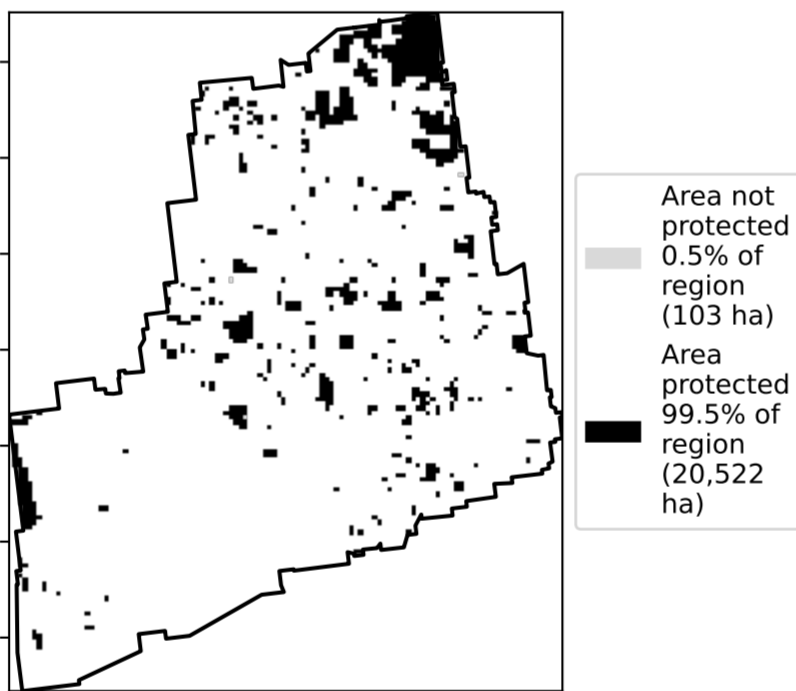 Area not
protected
0.5% of
region
(103 ha)
Area
protected
99.5% of
region
(20,522
ha)